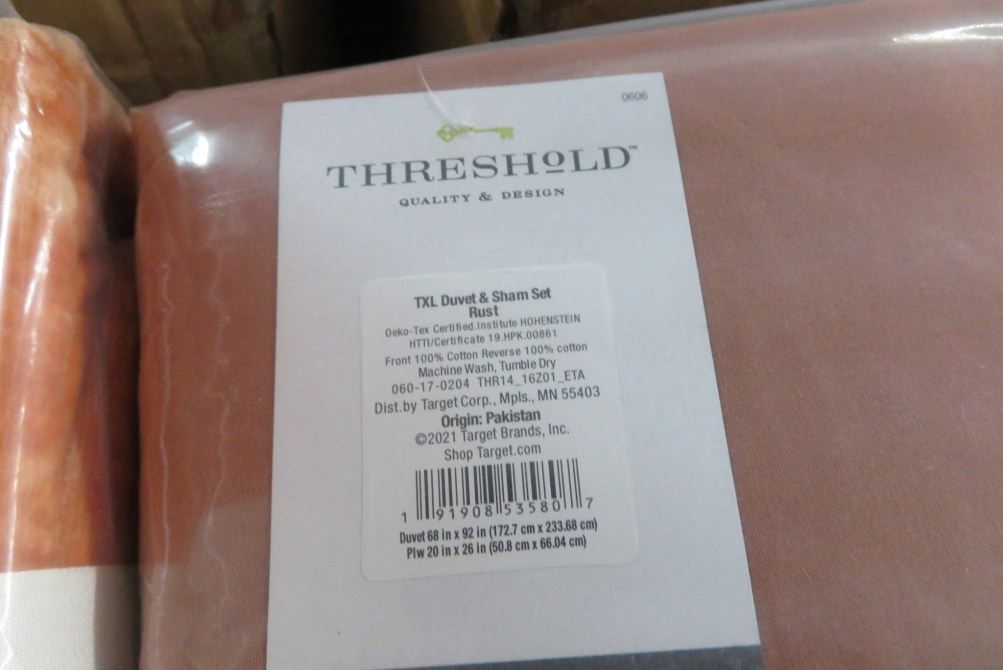 0606
THRESHOLD™
QUALITY & DESIGN
TXL Duvet & Sham Set
Rust
Oeko-Tex Certified.Institute HOHENSTEIN
HTTI/Certificate 19.HPK.00861
Front 100% Cotton Reverse 100% cotton
Machine Wash, Tumble Dry
060-17-0204 THR14_16Z01_ETA
Dist.by Target Corp., Mpls., MN 55403
Origin: Pakistan
©2021 Target Brands, Inc.
Shop Target.com
1 91908 53580 7
Duvet 68 in x 92 in (172.7 cm x 233.68 cm)
Plw 20 in x 26 in (50.8 cm x 66.04 cm)